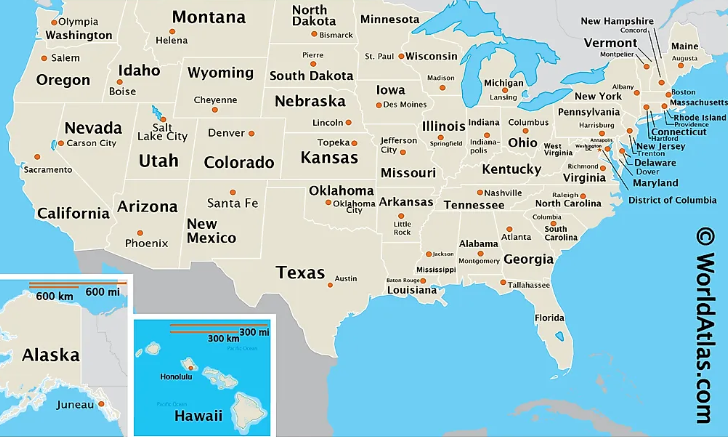 Olympia
Washington
Salem
Oregon
Montana
Helena
Idaho
Boise
Wyoming
Cheyenne
North
Dakota
Bismarck
Pierre
South Dakota
Nebraska
Lincoln
Minnesota
St. Paul
Wisconsin
Madison
Iowa
Des Moines
Michigan
Lansing
New Hampshire
Concord
Vermont
Montpelier
Maine
Augusta
Albany
New York
Boston
Massachusetts
Rhode Island
Providence
Connecticut
Hartford
Pennsylvania
Harrisburg
New Jersey
Trenton
Annapolis
Washington
Delaware
Dover
Maryland
District of Columbia
Nevada
Carson City
Sacramento
California
Salt
Lake City
Utah
Denver
Colorado
Topeka
Kansas
Jefferson
City
Missouri
Illinois
Springfield
Indiana
Indiana-
polis
Columbus
Ohio
West
Virginia
Richmond
Virginia
Kentucky
Arizona
Phoenix
Santa Fe
New
Mexico
Oklahoma
Oklahoma
City
Arkansas
Little
Rock
Nashville
Tennessee
Raleigh
North Carolina
Columbia
South
Carolina
Atlanta
Georgia
Alabama
Montgomery
Jackson
Mississippi
Baton Rouge
Louisiana
Texas
Austin
Tallahassee
Florida
600 km
600 mi
Alaska
Juneau
300 mi
300 km
Honolulu
Pacific Ocean
Hawaii
© WorldAtlas.com